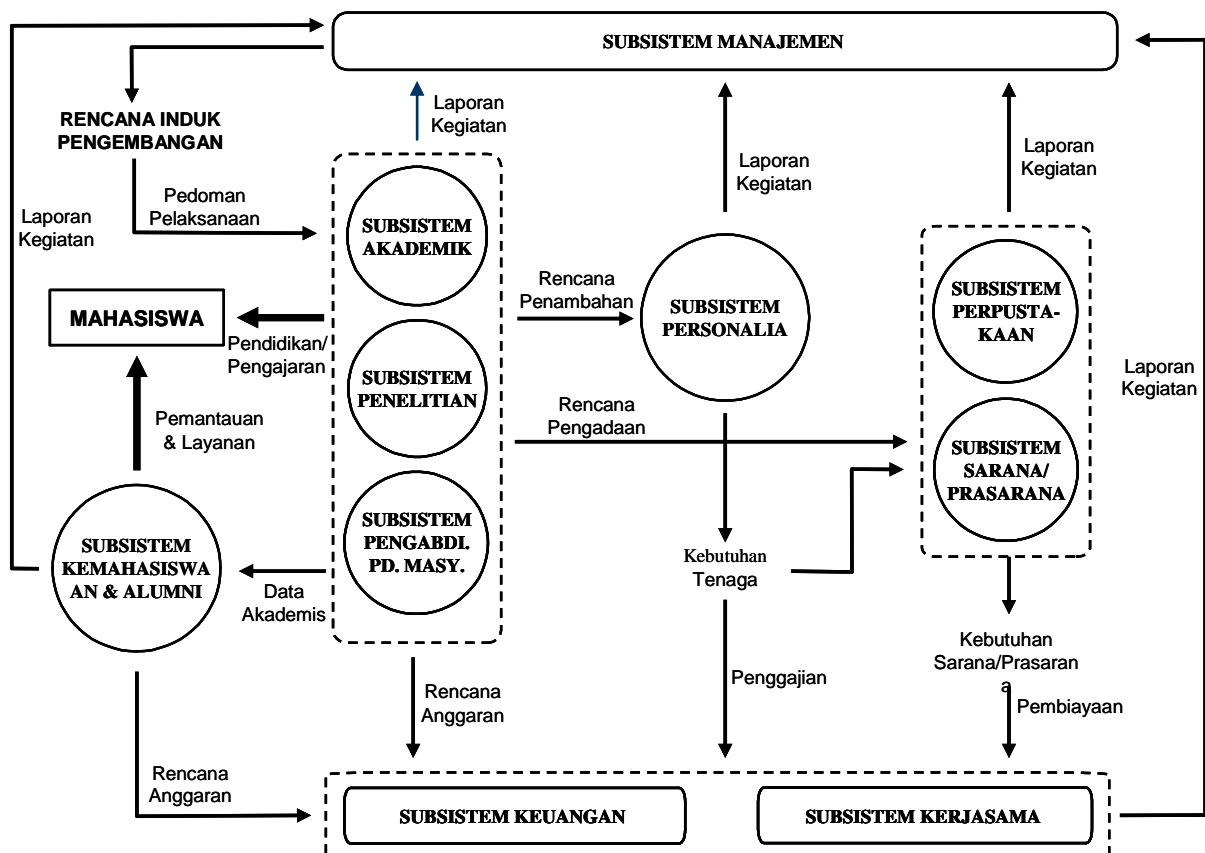 SUBSISTEM MANAJEMEN
RENCANA INDUK
PENGEMBANGAN
Laporan
Kegiatan
Laporan
Kegiatan
Laporan
Kegiatan
Pedoman
Pelaksanaan
Laporan
Kegiatan
SUBSISTEM
AKADEMIK
Rencana
Penambahan
SUBSISTEM
PERSONALIA
SUBSISTEM
PERPUSTA-
KAAN
MAHASISWA
Pendidikan/
Pengajaran
SUBSISTEM
PENELITIAN
Laporan
Kegiatan
Pemantauan
& Layanan
Rencana
Pengadaan
SUBSISTEM
SARANA/
PRASARANA
SUBSISTEM
PENGABDI.
PD. MASY.
SUBSISTEM
KEMAHASISWA
AN & ALUMNI
Data
Akademis
Kebutuhan
Tenaga
Kebutuhan
Sarana/Prasaran
a
Rencana
Anggaran
Penggajian
Pembiayaan
Rencana
Anggaran
SUBSISTEM KEUANGAN
SUBSISTEM KERJASAMA